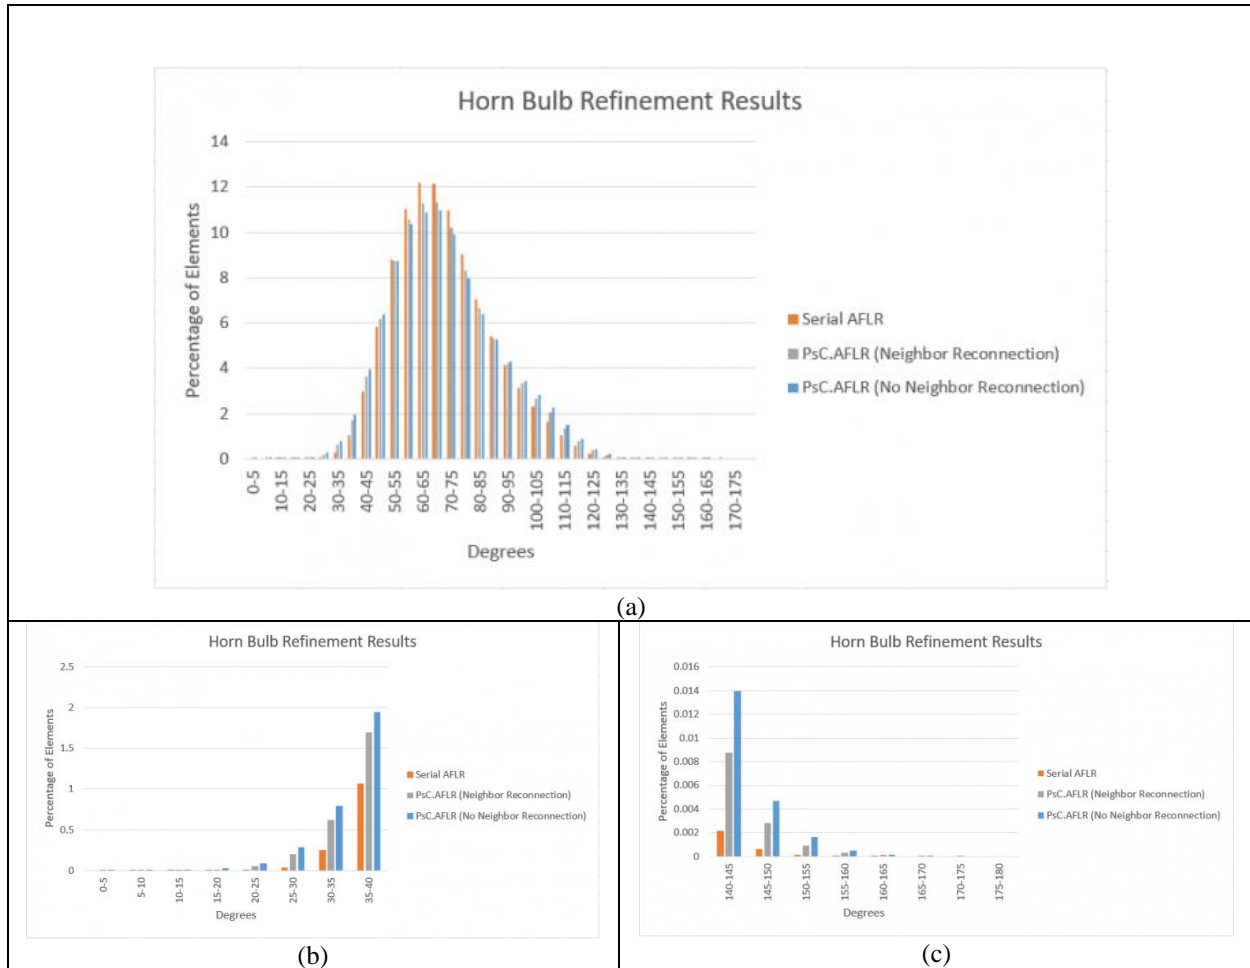 Horn Bulb Refinement Results
14
12
10
8
6
4
2
0
Percentage of Elements
0-5
10-15
20-25
30-35
40-45
50-55
60-65
70-75
80-85
90-95
100-105
110-115
120-125
130-135
140-145
150-155
160-165
170-175
Degrees
Serial AFLR
PsC.AFLR (Neighbor Reconnection)
PsC.AFLR (No Neighbor Reconnection)
(a)
Horn Bulb Refinement Results
2.5
2
1.5
1
0.5
0
Percentage of Elements
0-5
5-10
10-15
15-20
20-25
25-30
30-35
35-40
Degrees
Serial AFLR
PsC.AFLR (Neighbor Reconnection)
PsC.AFLR (No Neighbor Reconnection)
(b)
Horn Bulb Refinement Results
0.016
0.014
0.012
0.01
0.008
0.006
0.004
0.002
0
Percentage of Elements
140-145
145-150
150-155
155-160
160-165
165-170
170-175
175-180
Degrees
Serial AFLR
PsC.AFLR (Neighbor Reconnection)
PsC.AFLR (No Neighbor Reconnection)
(c)